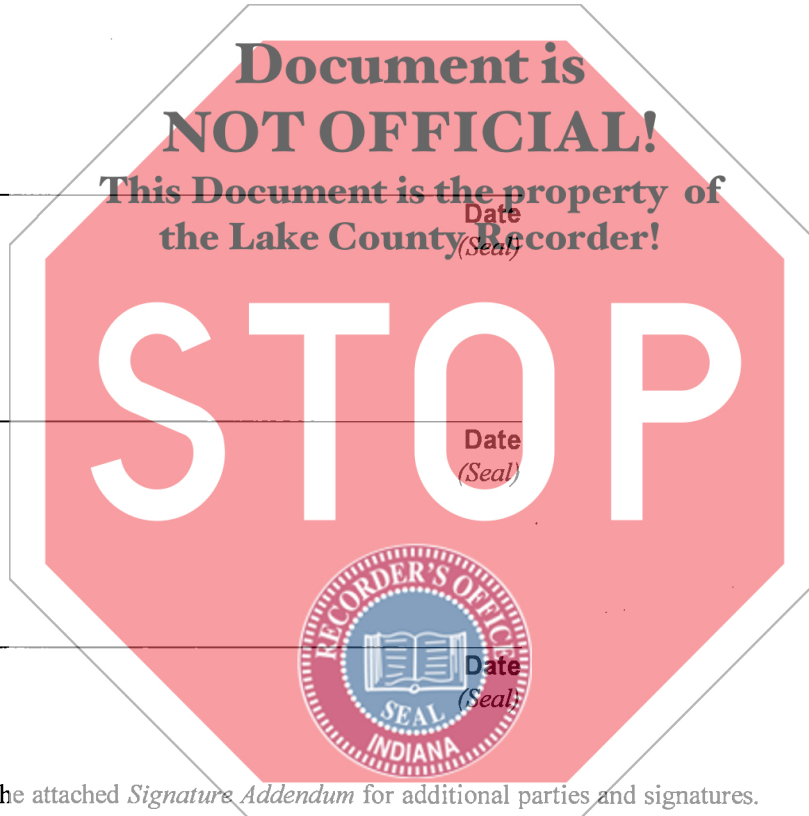 Document is
NOT OFFICIAL!
This Document is the property of
Date
the Lake County Recorder!
(Seal)
STOP
Date
(Seal)
RECORDER'S OFFICE
Date
(Seal)
SEAL
INDIANA
he attached Signature Addendum for additional parties and signatures.